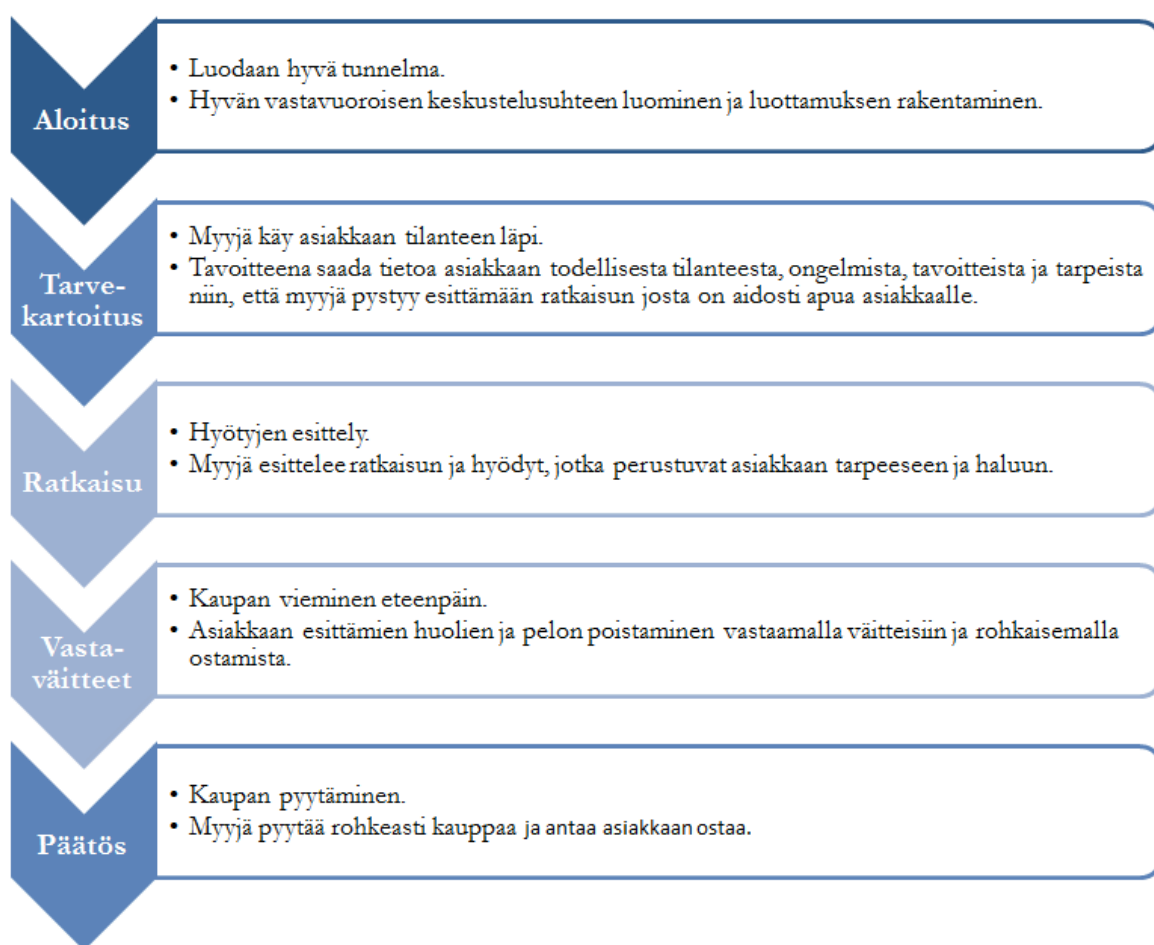 Aloitus
• Luodaan hyvä tunnelma.
• Hyvän vastavuoroisen keskustelusuhteen luominen ja luottamuksen rakentaminen.
Tarve-
kartoitus
• Myyjä käy asiakkaan tilanteen läpi.
• Tavoitteena saada tietoa asiakkaan todellisesta tilanteesta, ongelmista, tavoitteista ja tarpeista
niin, että myyjä pystyy esittämään ratkaisun josta on aidosti apua asiakkaalle.
Ratkaisu
• Hyötyjen esittely.
• Myyjä esittelee ratkaisun ja hyödyt, jotka perustuvat asiakkaan tarpeeseen ja haluun.
Vasta-
väitteet
• Kaupan vieminen eteenpäin.
• Asiakkaan esittämien huolien ja pelon poistaminen vastaamalla väitteisiin ja rohkaisemalla
ostamista.
Päätös
• Kaupan pyytäminen.
• Myyjä pyytää rohkeasti kauppaa ja antaa asiakkaan ostaa.